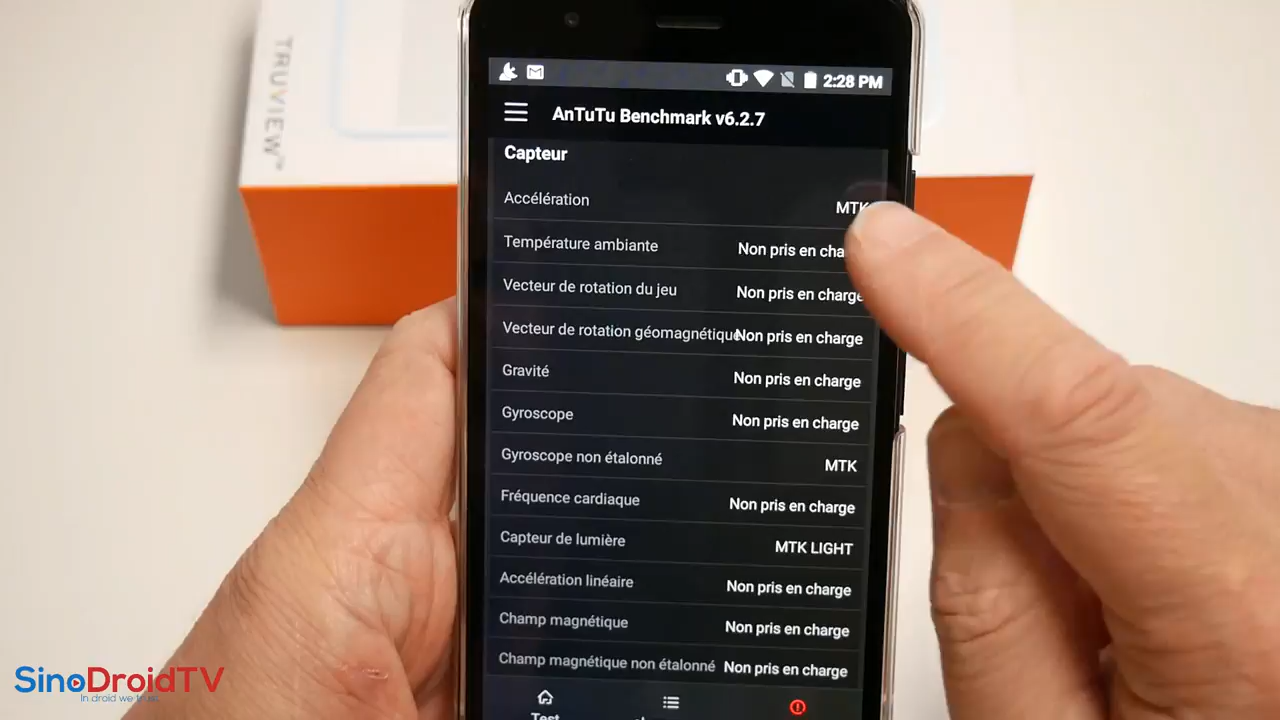 TRUVIEW™
2:28 PM
AnTuTu Benchmark v6.2.7
Capteur
Accélération MTK
Température ambiante Non pris en
Vecteur de rotation du jeu Non pris en charge
Vecteur de rotation géomagnétique Non pris en charge
Gravité Non pris en charge
Gyroscope Non pris en charge
Gyroscope non étalonné MTK
Fréquence cardiaque Non pris en charge
Capteur de lumière MTK LIGHT
Accélération linéaire Non pris en charge
Champ magnétique Non pris en charge
Champ magnétique non étalonné Non pris en charge
Test
SinoDroidTV
In droid we trust